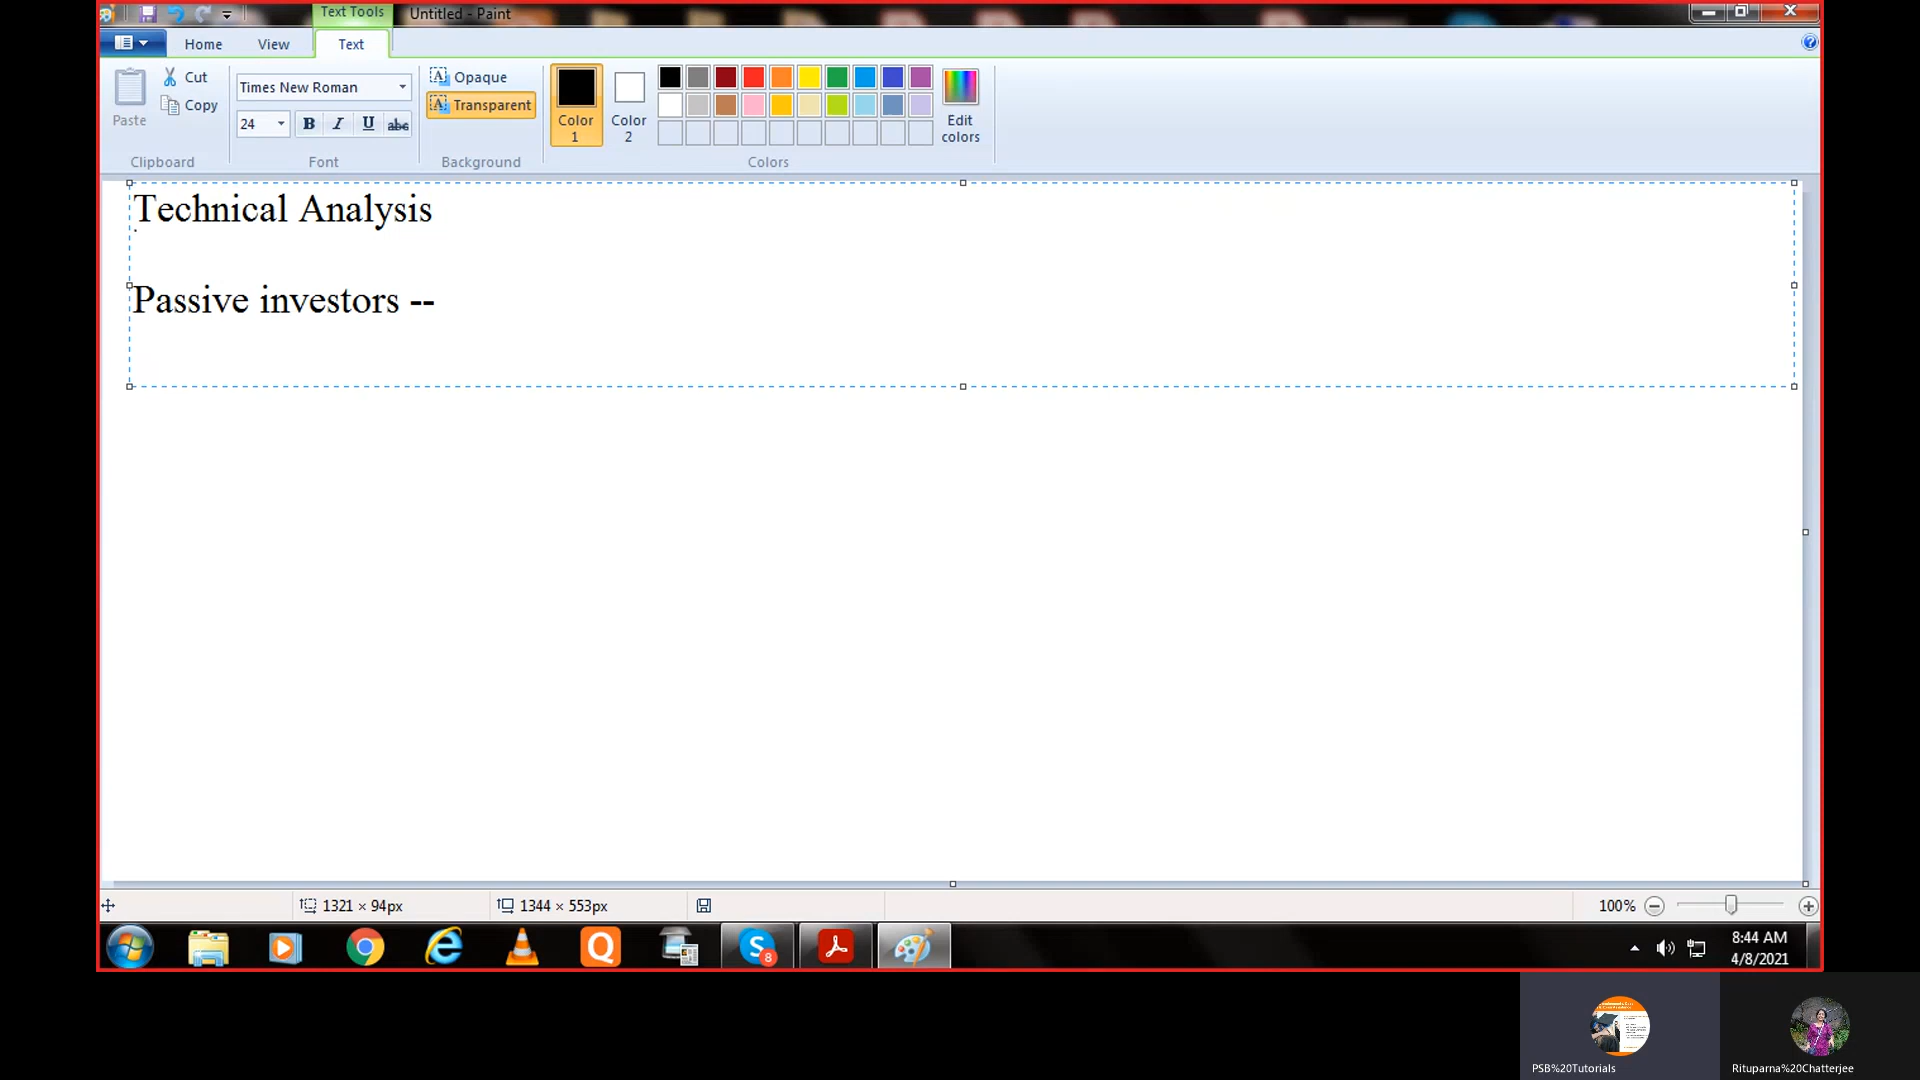 Text Tools
Untitled - Paint
Home
View
Text
Paste
Cut
Copy
Clipboard
Times New Roman
24
B
I
U
abc
Font
A Opaque
A Transparent
Background
Color 1
Color 2
Edit colors
Colors
Technical Analysis
Passive investors --
1321 × 94px
1344 × 553px
100%
Q
S
8
8:44 AM
4/8/2021
PSB%20Tutorials
Rituparna%20Chatterjee